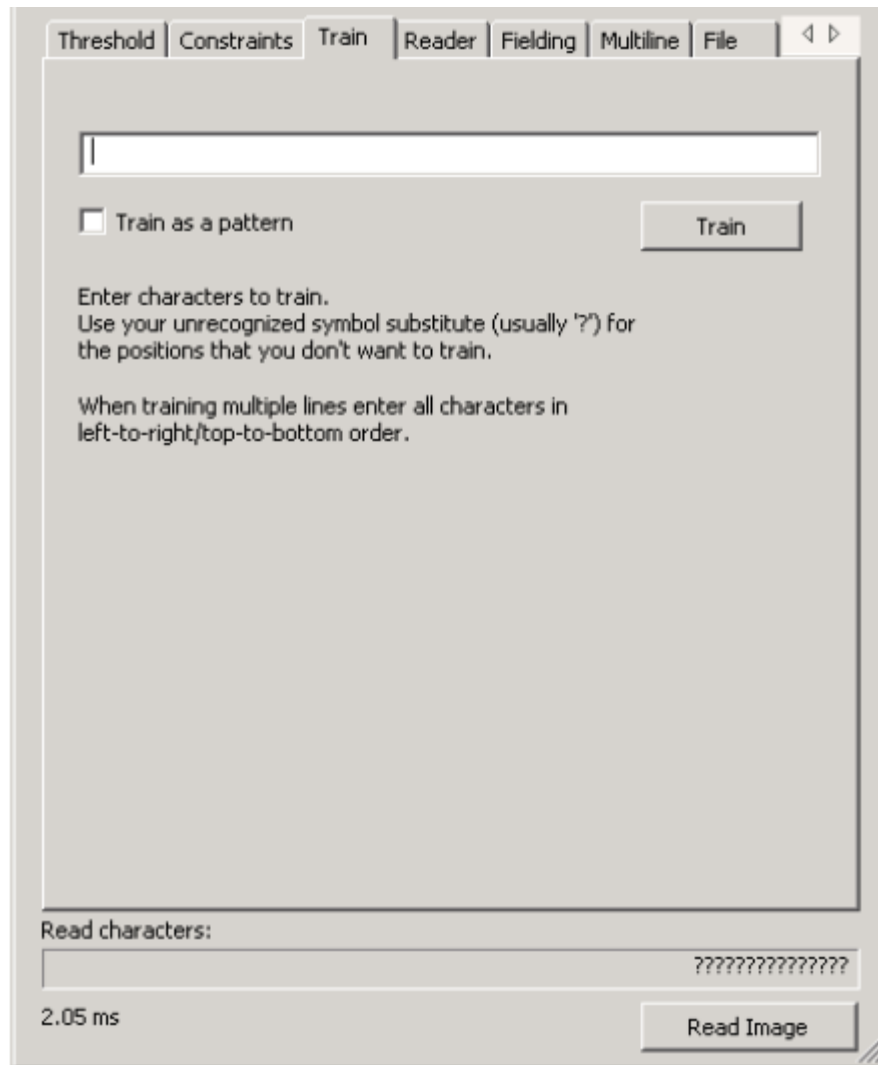 Threshold Constraints Train Reader Fielding Multiline File
Train as a pattern
Train
Enter characters to train.
Use your unrecognized symbol substitute (usually '?') for
the positions that you don't want to train.
When training multiple lines enter all characters in
left-to-right/top-to-bottom order.
Read characters:
???????????????
2.05 ms
Read Image